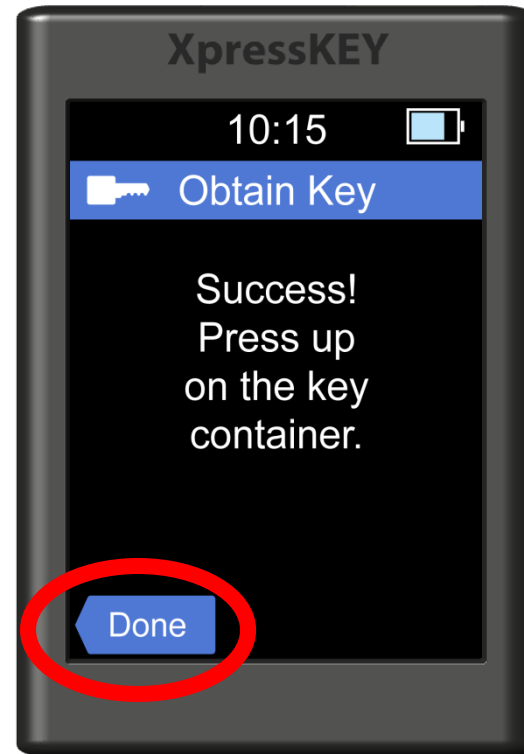 XpressKEY
10:15
Obtain Key
Success!
Press up
on the key
container.
Done